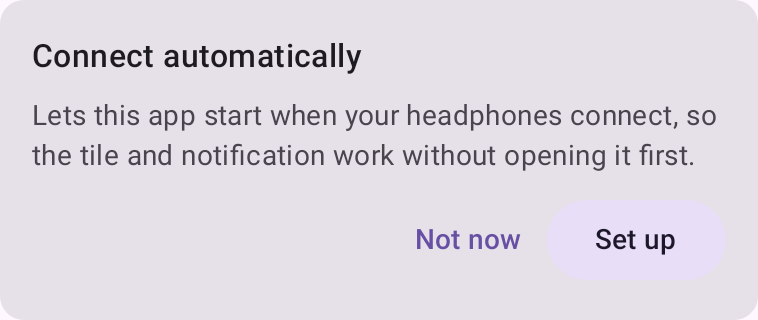 Connect automatically
Lets this app start when your headphones connect, so
the tile and notification work without opening it first.
Not now
Set up